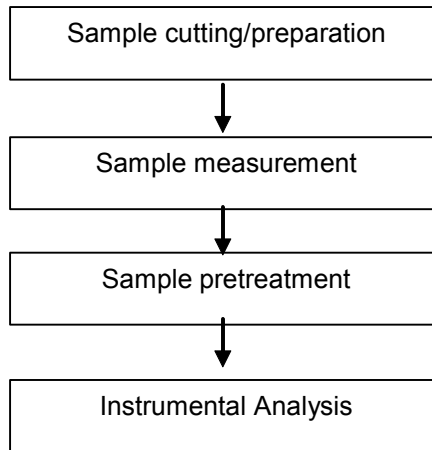 Sample cutting/preparation
Sample measurement
Sample pretreatment
Instrumental Analysis